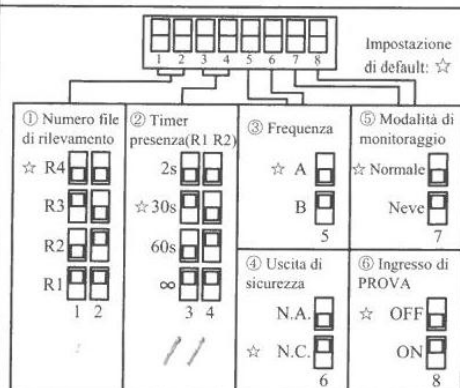 1 2 3 4 5 6 7 8
Impostazione
di default: ☆
① Numero file
di rilevamento
☆ R4
R3
R2
R1
1 2
② Timer
presenza(R1 R2)
2s
☆ 30s
60s
∞
3 4
③ Frequenza
☆ A
B
5
④ Uscita di
sicurezza
N.A.
☆ N.C.
6
⑤ Modalità di
monitoraggio
☆ Normale
Neve
7
⑥ Ingresso di
PROVA
☆ OFF
ON
8